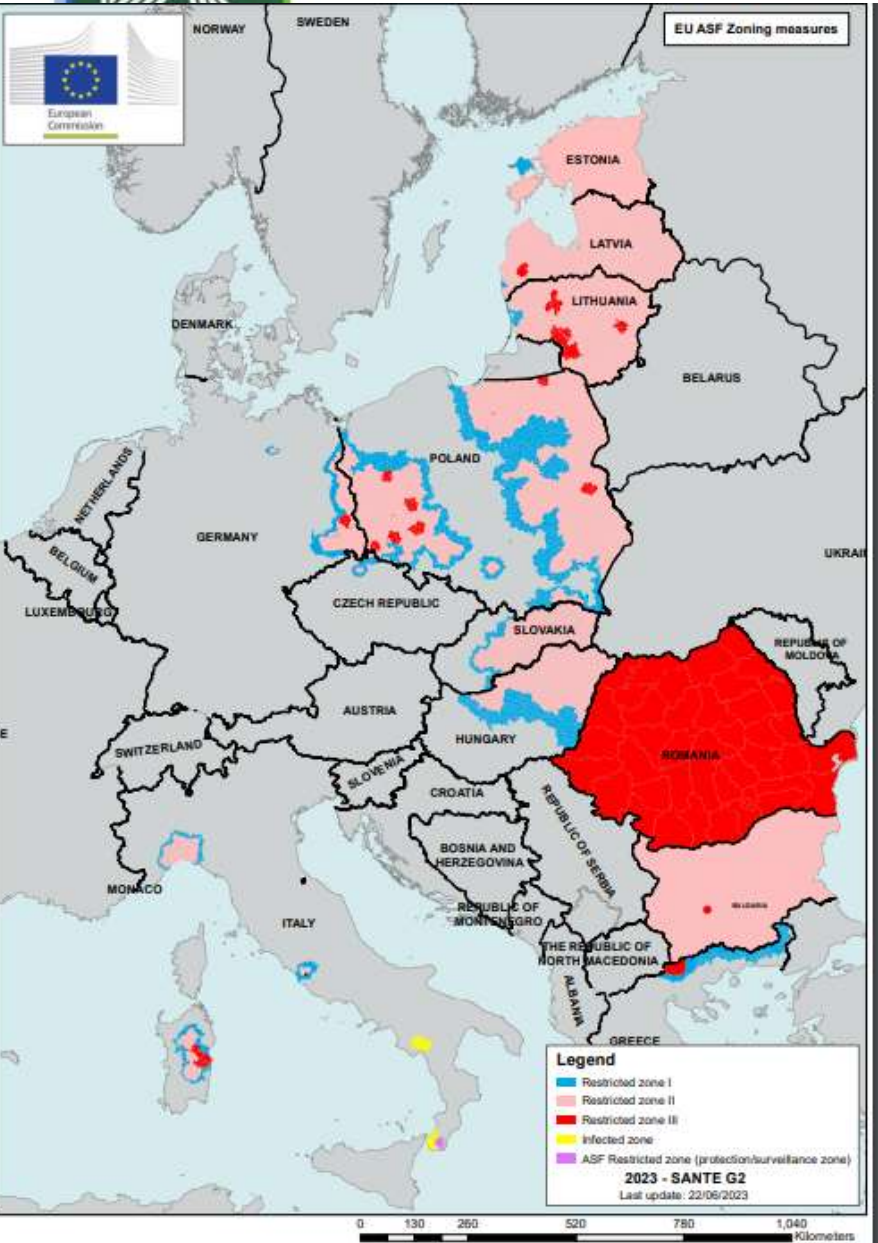 NORWAY
SWEDEN
EU ASF Zoning measures
European
Commission
ESTONIA
LATVIA
LITHUANIA
DENMARK
BELARUS
NETHERLANDS
POLAND
GERMANY
BELGIUM
UKRAI
LUXEMBOURG
CZECH REPUBLIC
SLOVAKIA
REPUBLIC OF
MOLDOVA
AUSTRIA
E
SWITZERLAND
HUNGARY
ROMANIA
SLOVENIA
CROATIA
REPUBLIC OF SERBIA
BOSNIA AND
HERZEGOVINA
MONACO
BULGARIA
REPUBLIC OF
MONTENEGRO
ITALY
THE REPUBLIC OF
NORTH MACEDONIA
ALBANIA
GREECE
Legend
Restricted zone I
Restricted zone II
Restricted zone III
Infected zone
ASF Restricted zone (protection/surveillance zone)
2023 - SANTE G2
Last update: 22/06/2023
0 130 260 520 780 1,040
Kilometers